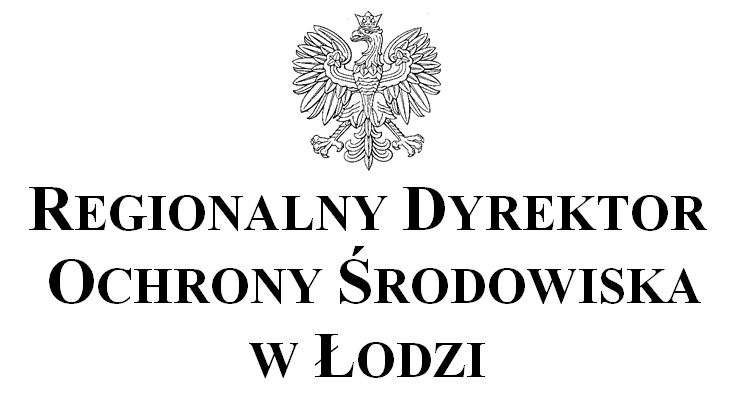 REGIONALNY DYREKTOR
OCHRONY ŚRODOWISKA
W ŁODZI